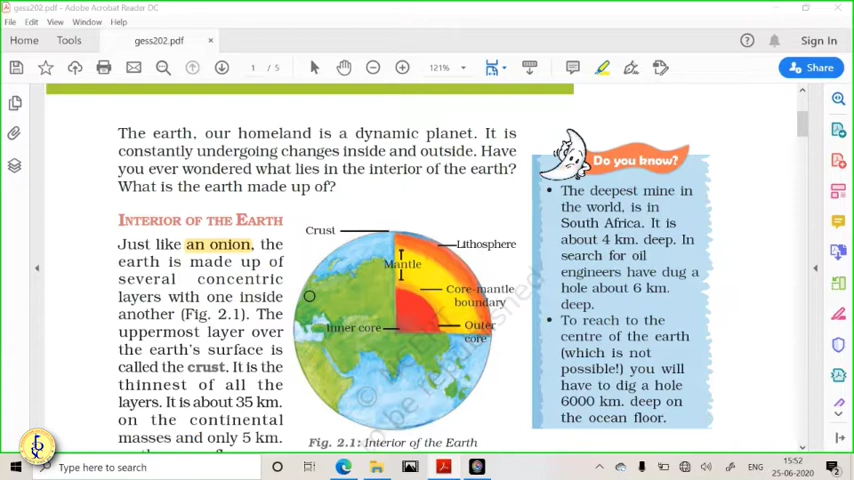 gess202.pdf - Adobe Acrobat Reader DC
File Edit View Window Help
Home Tools gess202.pdf × Sign In
1 / 5 121% Share
The earth, our homeland is a dynamic planet. It is
constantly undergoing changes inside and outside. Have
you ever wondered what lies in the interior of the earth?
What is the earth made up of?
INTERIOR OF THE EARTH
Just like an onion, the
earth is made up of
several concentric
layers with one inside
another (Fig. 2.1). The
uppermost layer over
the earth's surface is
called the crust. It is the
thinnest of all the
layers. It is about 35 km.
on the continental
masses and only 5 km.
Crust
Lithosphere
Mantle
Core-mantle
boundary
Inner core
Outer
core
Fig. 2.1: Interior of the Earth
Do you know?
• The deepest mine in
the world, is in
South Africa. It is
about 4 km. deep. In
search for oil
engineers have dug a
hole about 6 km.
deep.
• To reach to the
centre of the earth
(which is not
possible!) you will
have to dig a hole
6000 km. deep on
the ocean floor.
be republished
Type here to search
ENG
15:52
25-06-2020
2